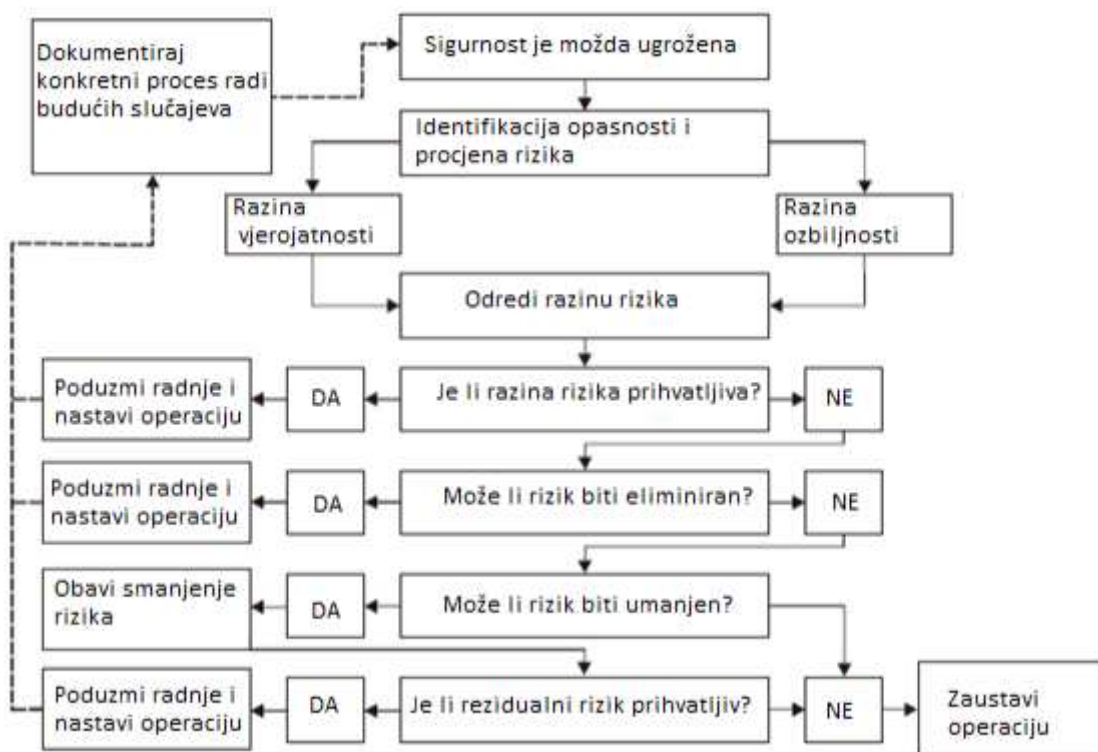 Dokumentiraj
konkretni proces radi
budućih slučajeva
Sigurnost je možda ugrožena
Identifikacija opasnosti i
procjena rizika
Razina
vjerojatnosti
Razina
ozbiljnosti
Odredi razinu rizika
Poduzmi radnje i
nastavi operaciju
DA
Je li razina rizika prihvatljiva?
NE
Poduzmi radnje i
nastavi operaciju
DA
Može li rizik biti eliminiran?
NE
Obavi smanjenje
rizika
DA
Može li rizik biti umanjen?
Poduzmi radnje i
nastavi operaciju
DA
Je li rezidualni rizik prihvatljiv?
NE
Zaustavi
operaciju